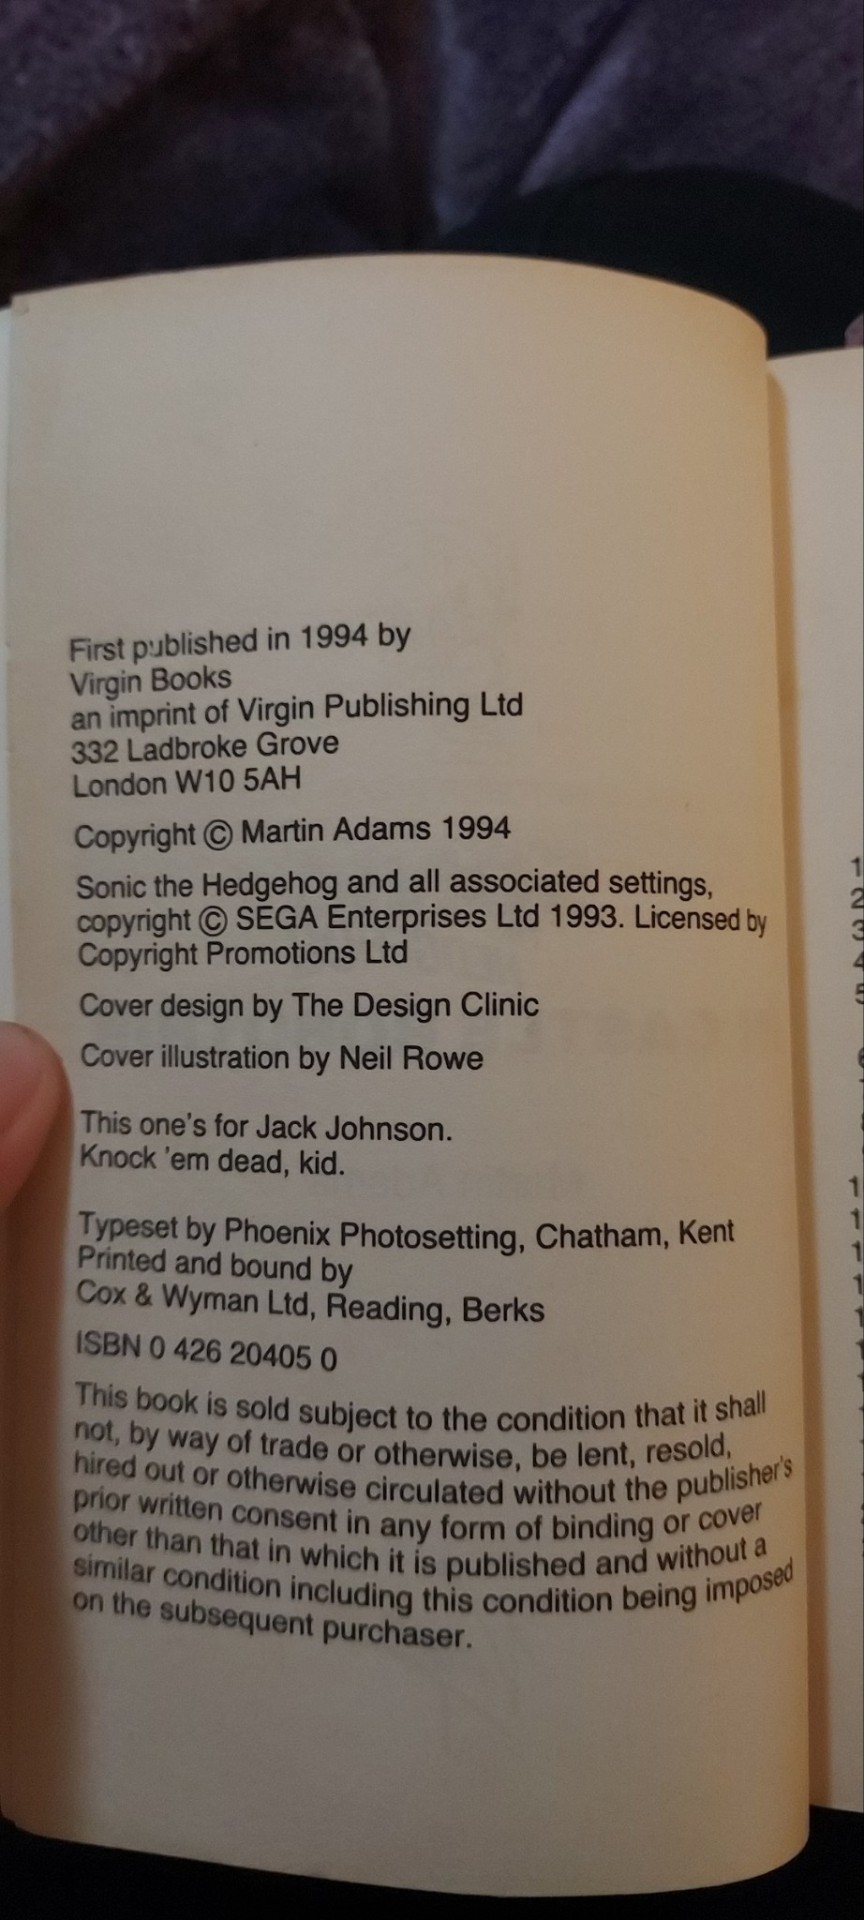 First published in 1994 by
Virgin Books
an imprint of Virgin Publishing Ltd
332 Ladbroke Grove
London W10 5AH
Copyright © Martin Adams 1994
Sonic the Hedgehog and all associated settings,
copyright © SEGA Enterprises Ltd 1993. Licensed by
Copyright Promotions Ltd
Cover design by The Design Clinic
Cover illustration by Neil Rowe
This one's for Jack Johnson.
Knock 'em dead, kid.
Typeset by Phoenix Photosetting, Chatham, Kent
Printed and bound by
Cox & Wyman Ltd, Reading, Berks
ISBN 0 426 20405 0
This book is sold subject to the condition that it shall
not, by way of trade or otherwise, be lent, resold,
hired out or otherwise circulated without the publisher's
prior written consent in any form of binding or cover
other than that in which it is published and without a
similar condition including this condition being imposed
on the subsequent purchaser.
1
2
3
4
5